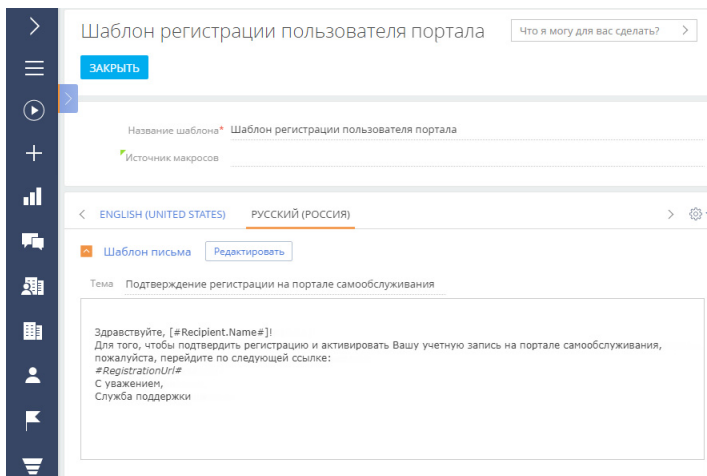 Шаблон регистрации пользователя портала
Что я могу для вас сделать?
ЗАКРЫТЬ
Название шаблона* Шаблон регистрации пользователя портала
Источник макросов
ENGLISH (UNITED STATES) РУССКИЙ (РОССИЯ)
Шаблон письма Редактировать
Тема Подтверждение регистрации на портале самообслуживания
Здравствуйте, [#Recipient.Name#]!
Для того, чтобы подтвердить регистрацию и активировать Вашу учетную запись на портале самообслуживания,
пожалуйста, перейдите по следующей ссылке:
#RegistrationUrl#
С уважением,
Служба поддержки